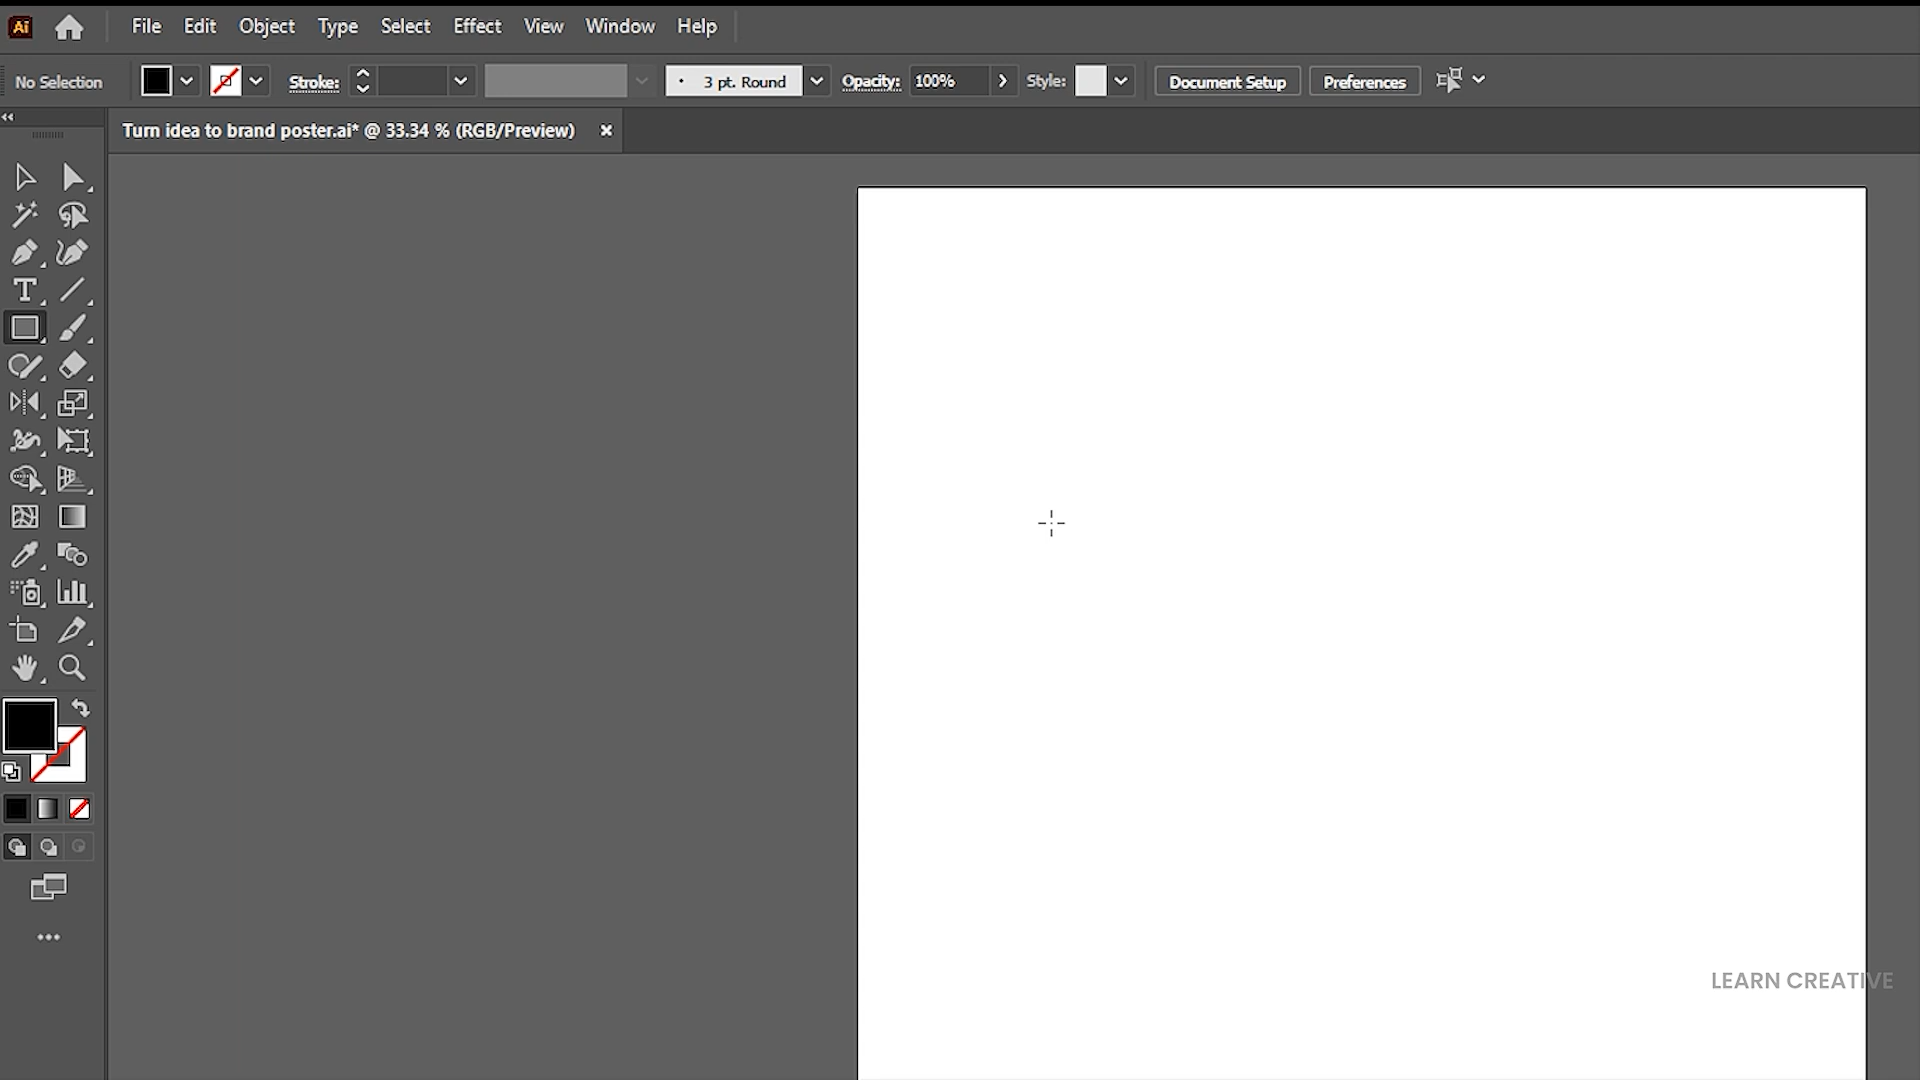 Ai File Edit Object Type Select Effect View Window Help
No Selection Stroke: 3 pt. Round Opacity: 100% Style: Document Setup Preferences
Turn idea to brand poster.ai* @ 33.34 % (RGB/Preview)
LEARN CREATIVE